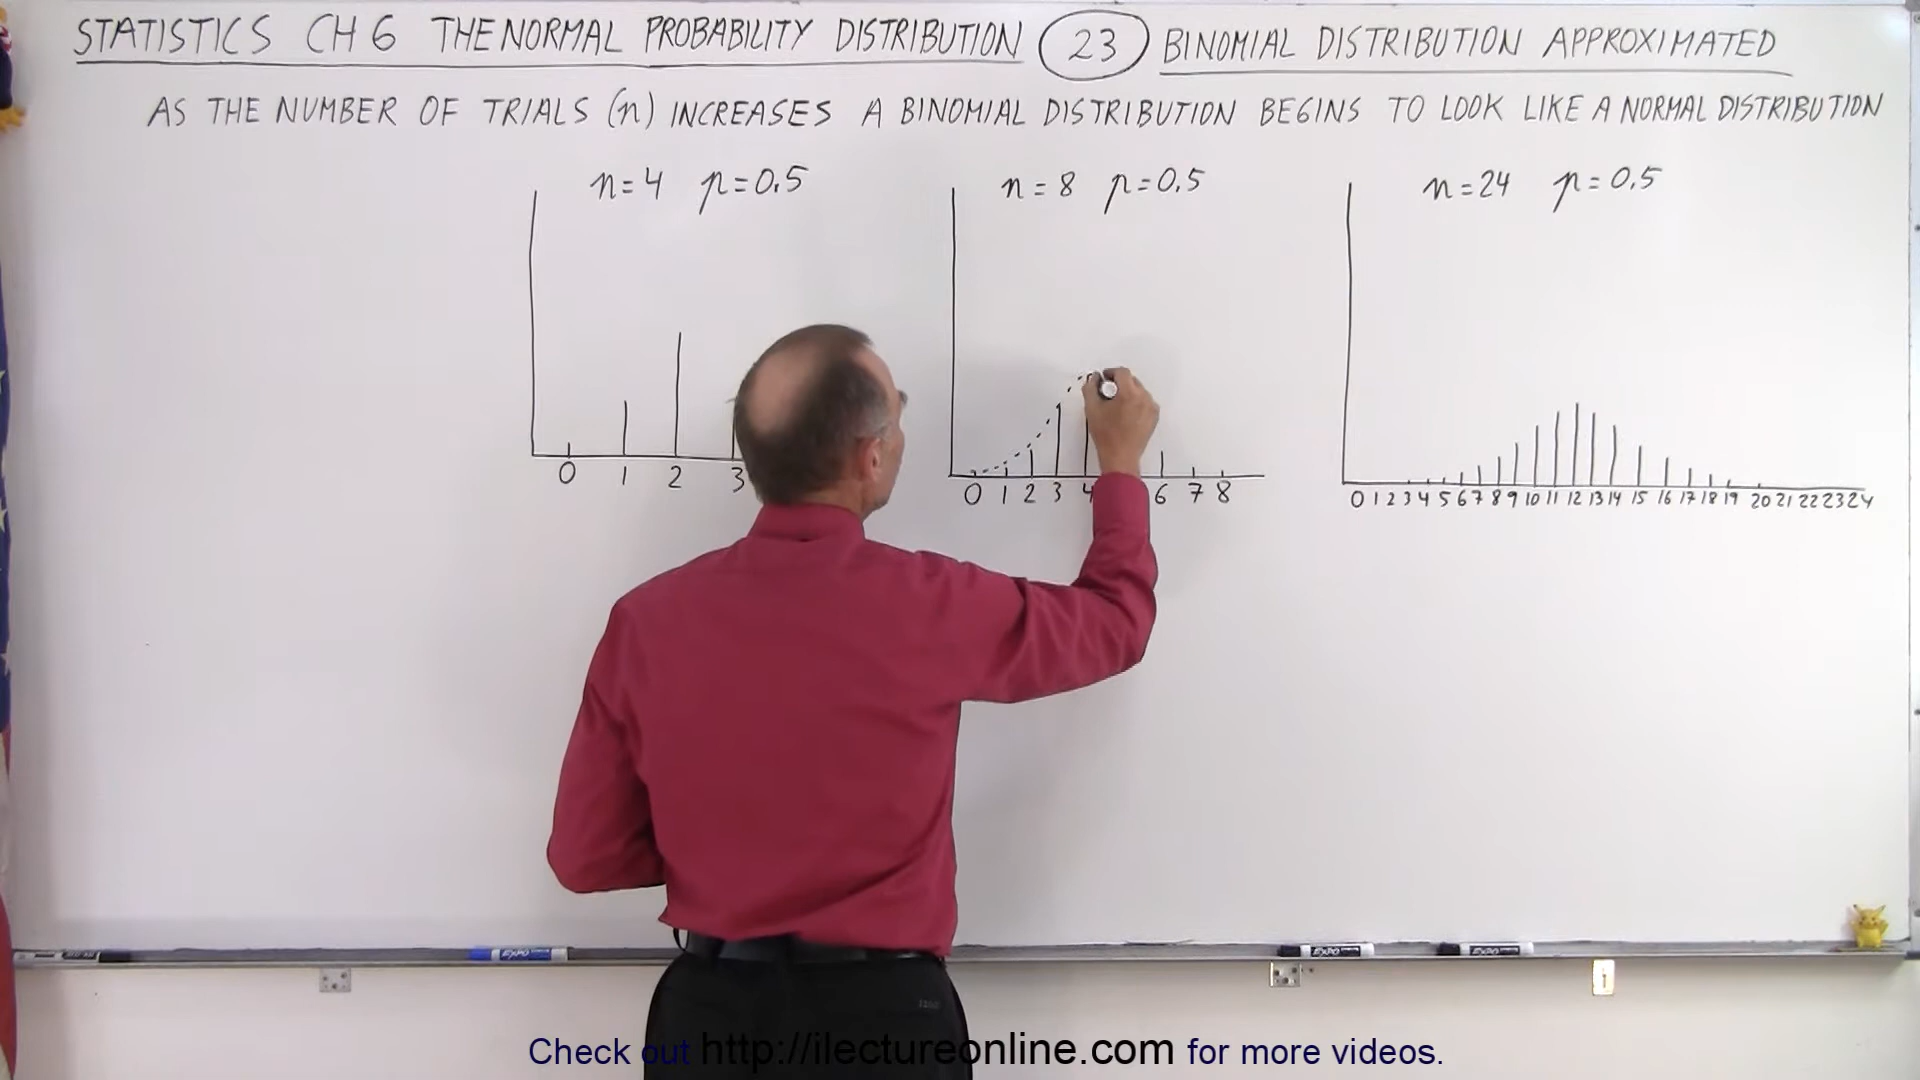 STATISTICS CH 6 THE NORMAL PROBABILITY DISTRIBUTION 23 BINOMIAL DISTRIBUTION APPROXIMATED
AS THE NUMBER OF TRIALS (n) INCREASES A BINOMIAL DISTRIBUTION BEGINS TO LOOK LIKE A NORMAL DISTRIBUTION
n=4 p=0.5
0 1 2 3
n=8 p=0.5
0 1 2 3 4 6 7 8
n=24 p=0.5
0 1 2 3 4 5 6 7 8 9 10 11 12 13 14 15 16 17 18 19 20 21 22 23 24
Check out http://ilectureonline.com for more videos.